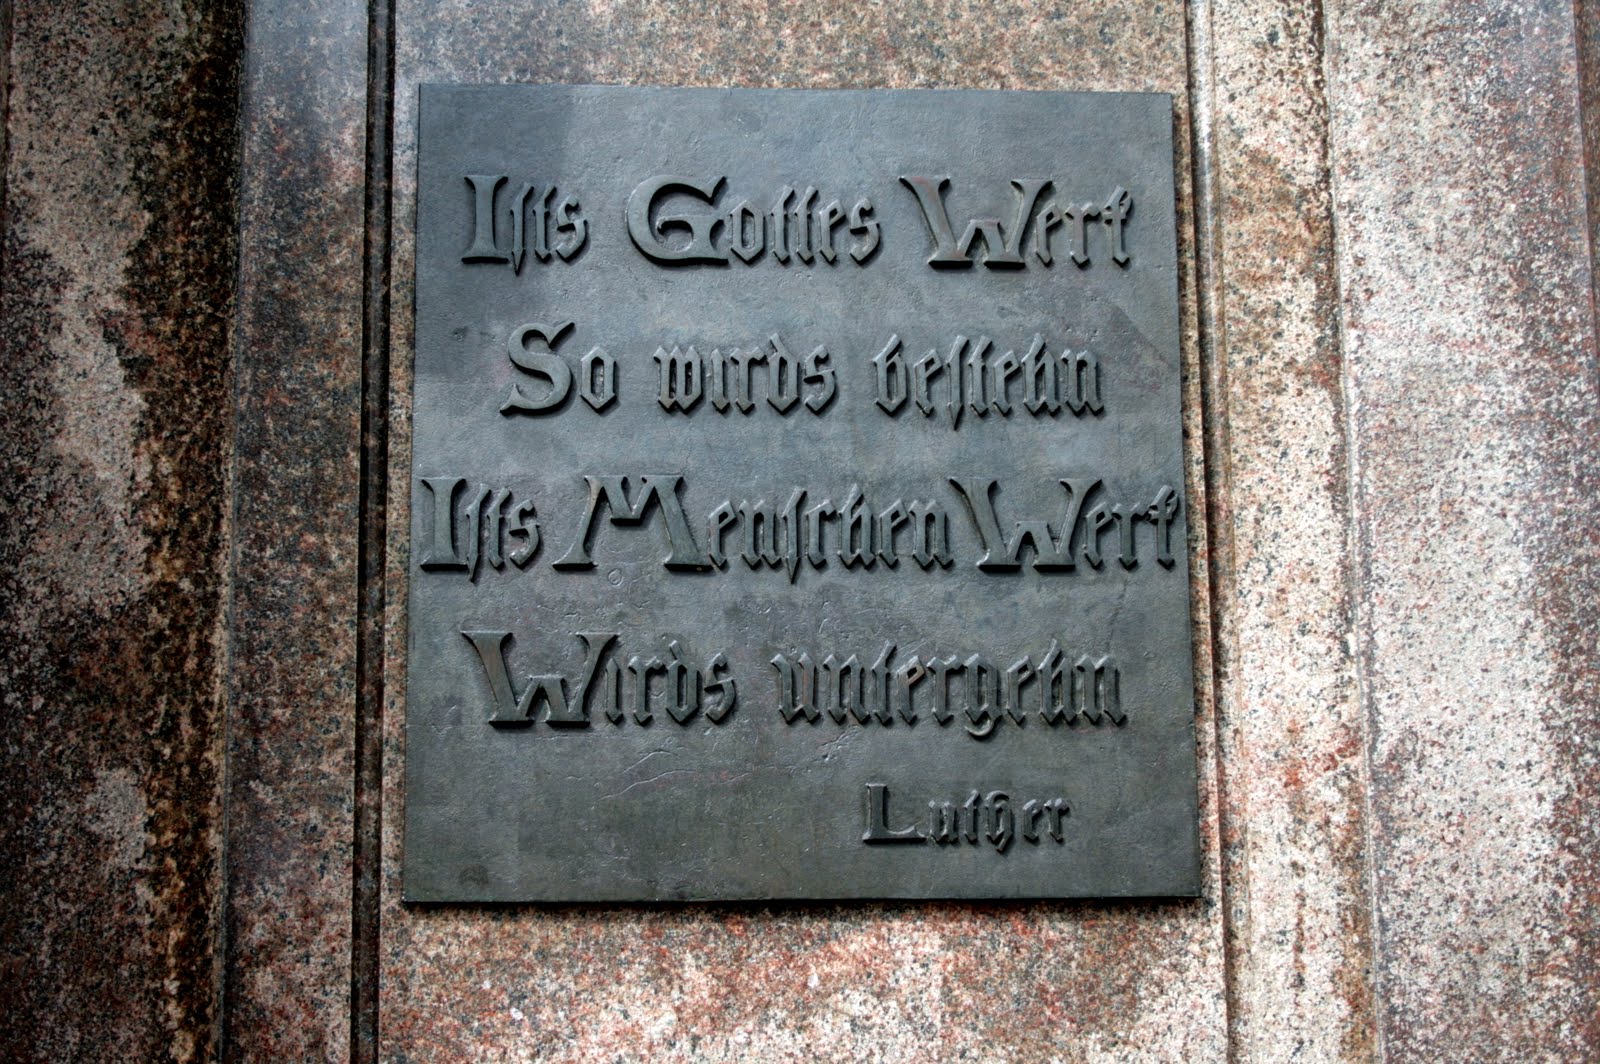 Iſts Gottes Werk
So wirds beſtehn
Iſts Menſchen Werk
Wirds untergehn
Luther